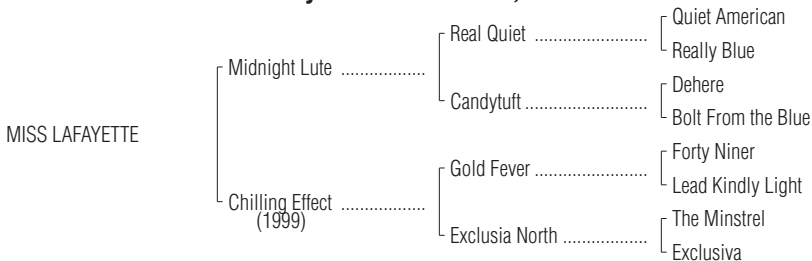 Quiet American
Real Quiet ........................
Really Blue
Midnight Lute ..................
Dehere
Candytuft ..........................
Bolt From the Blue
MISS LAFAYETTE
Forty Niner
Gold Fever ........................
Lead Kindly Light
Chilling Effect ..................
(1999)
The Minstrel
Exclusia North ..................
Exclusiva